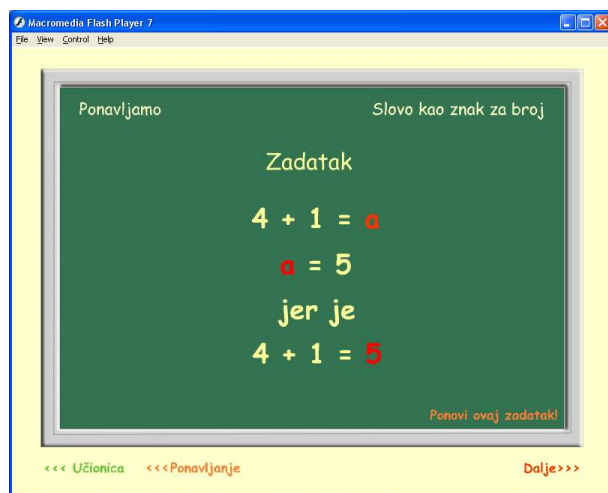 Macromedia Flash Player 7
File View Control Help
Ponavljamo Slovo kao znak za broj
Zadatak
4 + 1 = a
a = 5
jer je
4 + 1 = 5
Ponovi ovaj zadatak!
<<< Učionica <<<Ponavljanje Dalje>>>